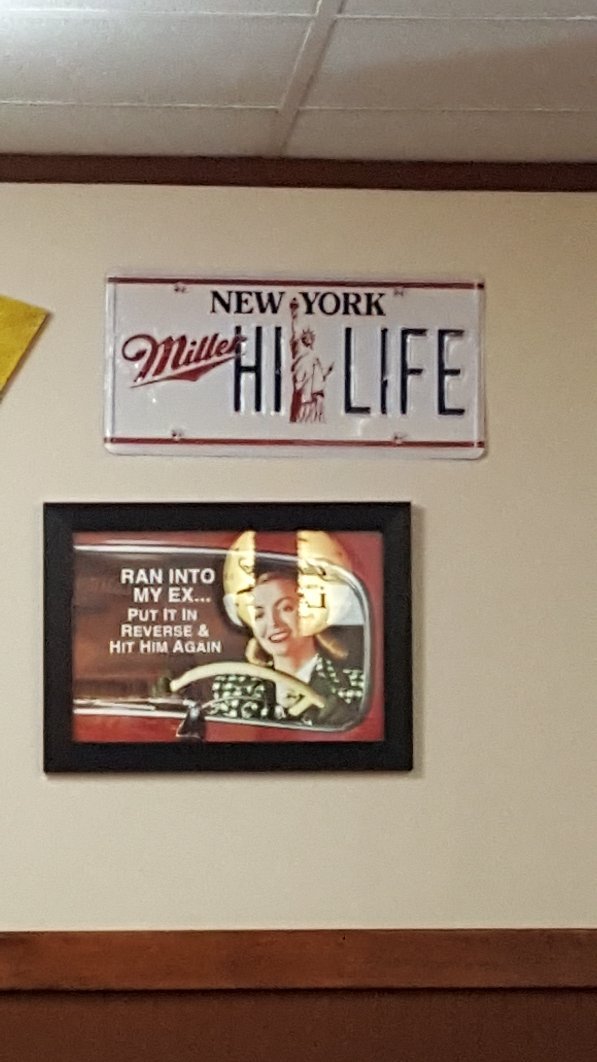 NEW YORK
Miller HI LIFE
RAN INTO
MY EX...
PUT IT IN
REVERSE &
HIT HIM AGAIN